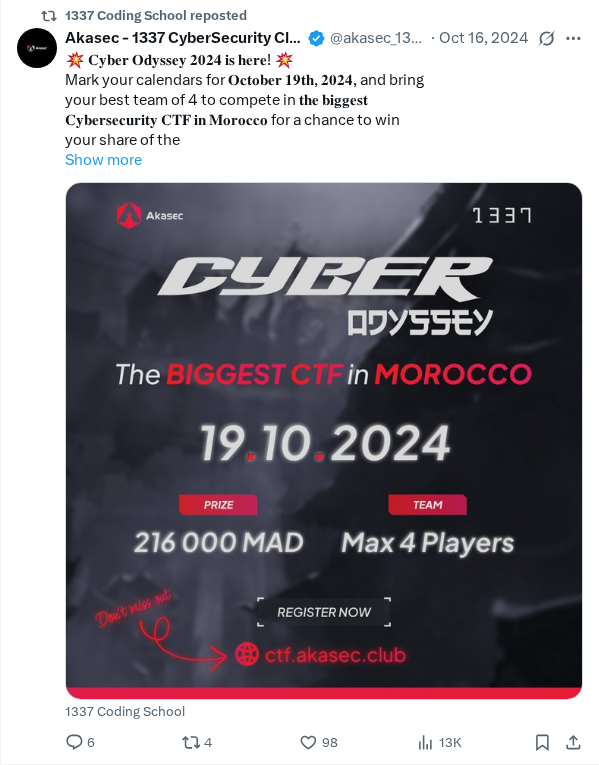 1337 Coding School reposted
Akasec - 1337 CyberSecurity Cl... @akasec_13... · Oct 16, 2024
💥 𝐂𝐲𝐛𝐞𝐫 𝐎𝐝𝐲𝐬𝐬𝐞𝐲 𝟐𝟎𝟐𝟒 𝐢𝐬 𝐡𝐞𝐫𝐞! 💥
Mark your calendars for 𝐎𝐜𝐭𝐨𝐛𝐞𝐫 𝟏𝟗𝐭𝐡, 𝟐𝟎𝟐𝟒, and bring
your best team of 4 to compete in 𝐭𝐡𝐞 𝐛𝐢𝐠𝐠𝐞𝐬𝐭
𝐂𝐲𝐛𝐞𝐫𝐬𝐞𝐜𝐮𝐫𝐢𝐭𝐲 𝐂𝐓𝐅 𝐢𝐧 𝐌𝐨𝐫𝐨𝐜𝐜𝐨 for a chance to win
your share of the
Show more
Akasec 1337
CYBER
ODYSSEY
The BIGGEST CTF in MOROCCO
19.10.2024
PRIZE TEAM
216 000 MAD Max 4 Players
Don't miss out
REGISTER NOW
ctf.akasec.club
1337 Coding School
6 4 98 13K